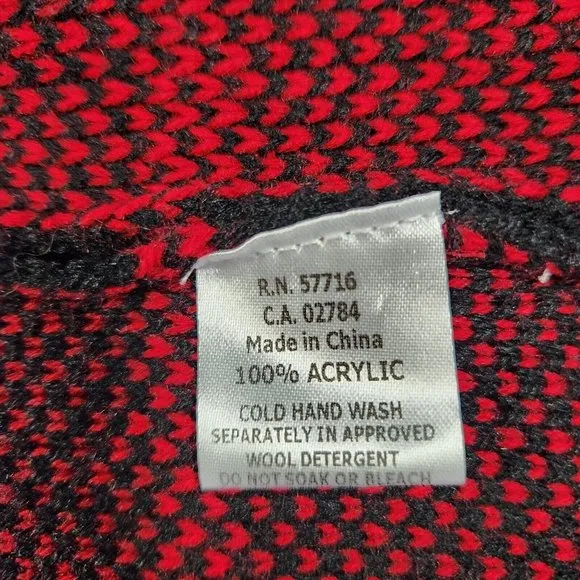 R.N. 57716
C.A. 02784
Made in China
100% ACRYLIC
COLD HAND WASH
SEPARATELY IN APPROVED
WOOL DETERGENT
DO NOT SOAK OR BLEACH